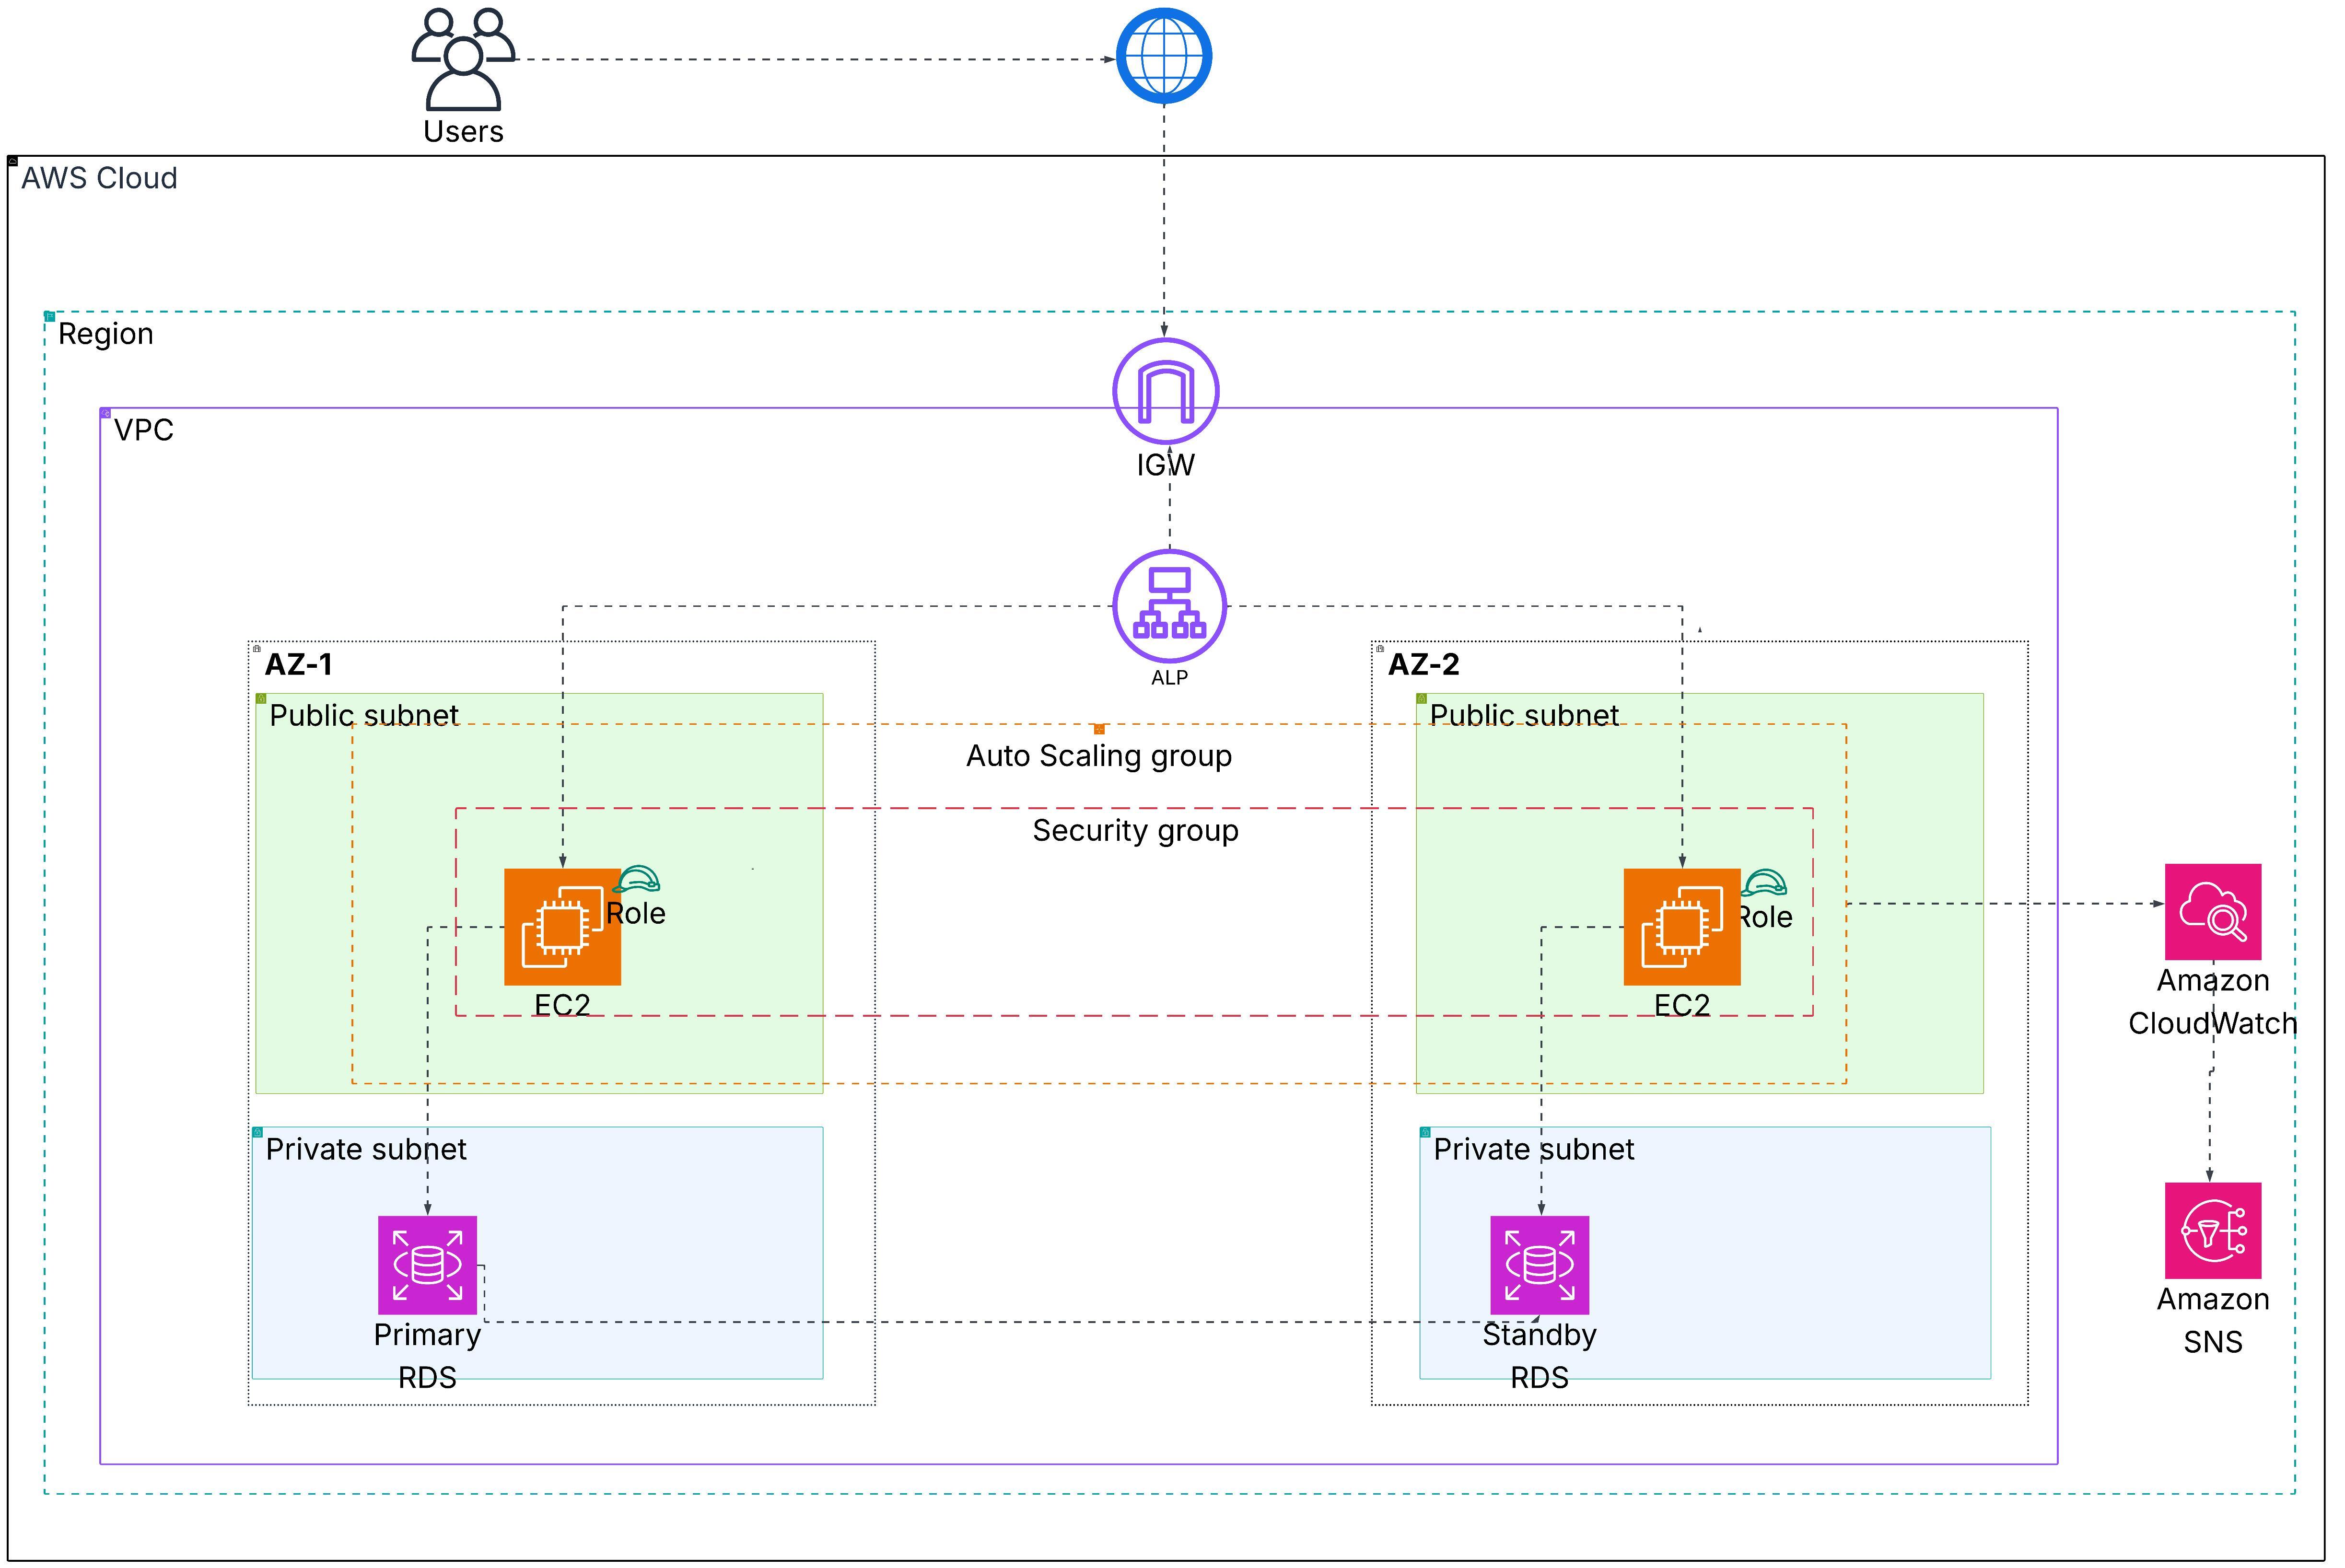 Users
AWS Cloud
Region
VPC
IGW
ALP
AZ-1
AZ-2
Public subnet
Public subnet
Auto Scaling group
Security group
Role
Role
EC2
EC2
Amazon
CloudWatch
Private subnet
Private subnet
Primary
RDS
Standby
RDS
Amazon
SNS